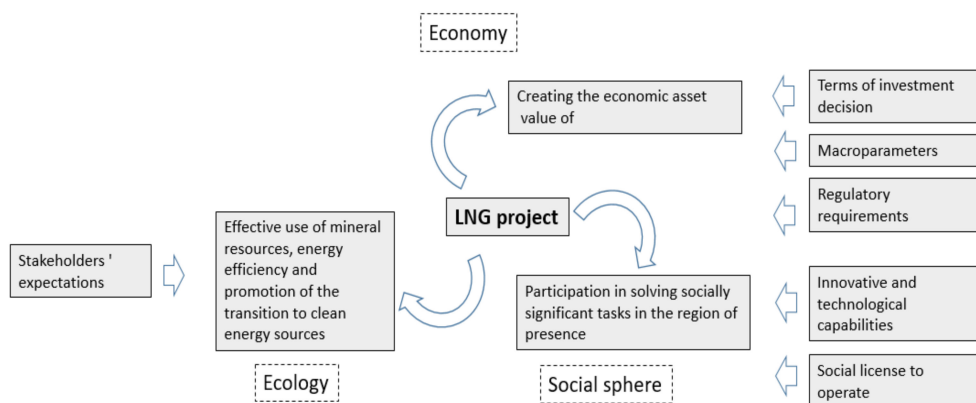 Economy
Creating the economic asset
value of
Terms of investment
decision
Macroparameters
Regulatory
requirements
LNG project
Effective use of mineral
resources, energy
efficiency and
promotion of the
transition to clean
energy sources
Stakeholders '
expectations
Participation in solving socially
significant tasks in the region of
presence
Innovative and
technological
capabilities
Ecology
Social sphere
Social license to
operate